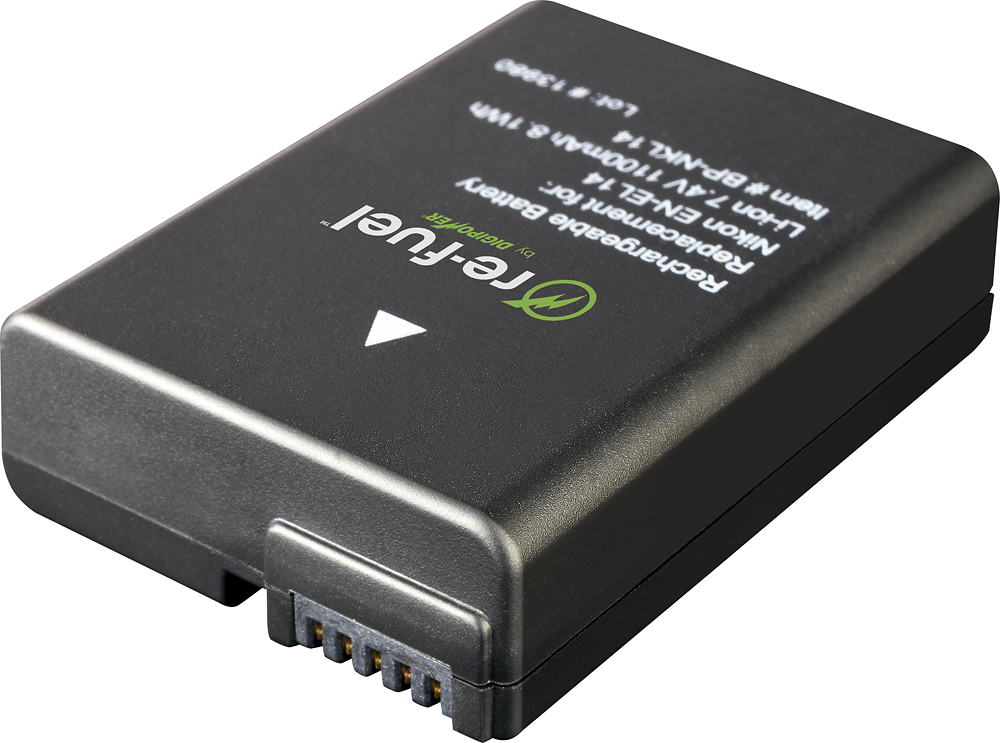 re-fuel™
by DIGIPOWER®
Rechargeable Battery
Replacement for:
Nikon EN-EL14
Li-ion 7.4V 1100mAh 8.1Wh
Item # BP-NKL14
Lot: # 13980